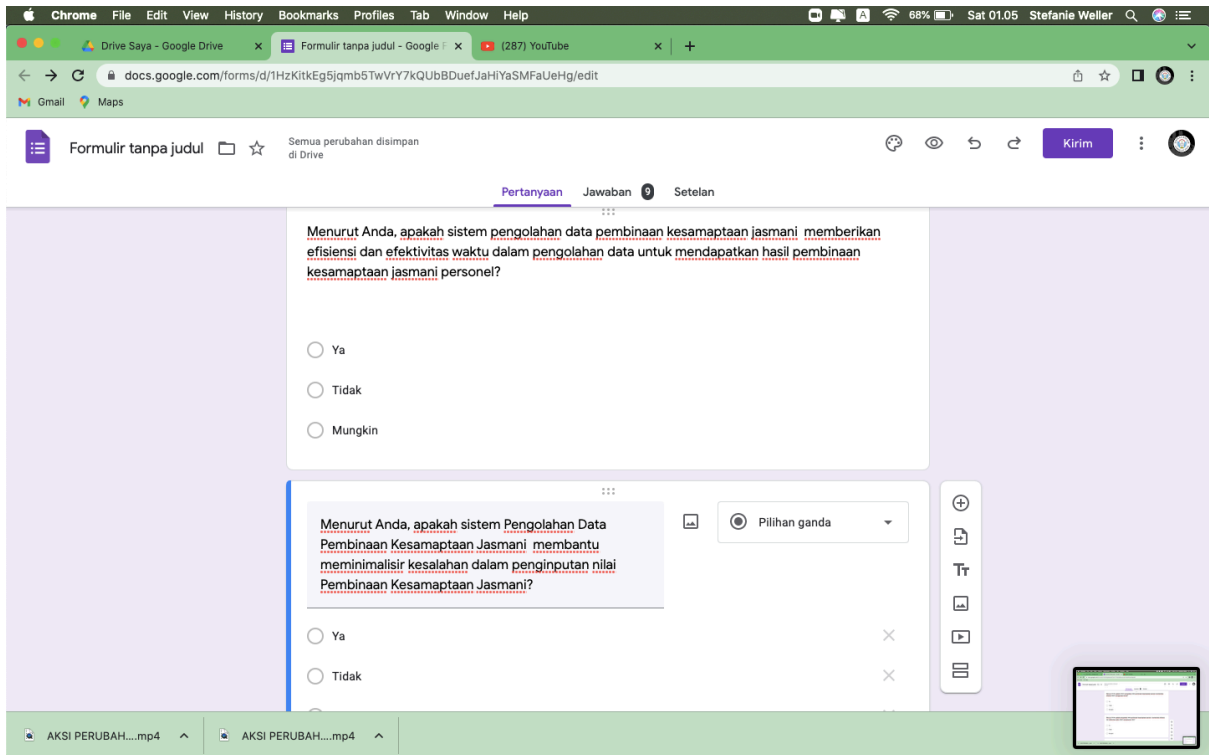 Chrome File Edit View History Bookmarks Profiles Tab Window Help A 68% Sat 01.05 Stefanie Weller
Drive Saya - Google Drive Formulir tanpa judul - Google F (287) YouTube
docs.google.com/forms/d/1HzKitkEg5jqmb5TwVrY7kQUbBDuefJaHiYaSMFaUeHg/edit
Gmail Maps
Formulir tanpa judul Semua perubahan disimpan
di Drive
Kirim
Pertanyaan Jawaban 9 Setelan
Menurut Anda, apakah sistem pengolahan data pembinaan kesamaptaan jasmani memberikan
efisiensi dan efektivitas waktu dalam pengolahan data untuk mendapatkan hasil pembinaan
kesamaptaan jasmani personel?
Ya
Tidak
Mungkin
Menurut Anda, apakah sistem Pengolahan Data
Pembinaan Kesamaptaan Jasmani membantu
meminimalisir kesalahan dalam penginputan nilai
Pembinaan Kesamaptaan Jasmani?
Pilihan ganda
Tт
Ya
Tidak
AKSI PERUBAH....mp4 AKSI PERUBAH....mp4